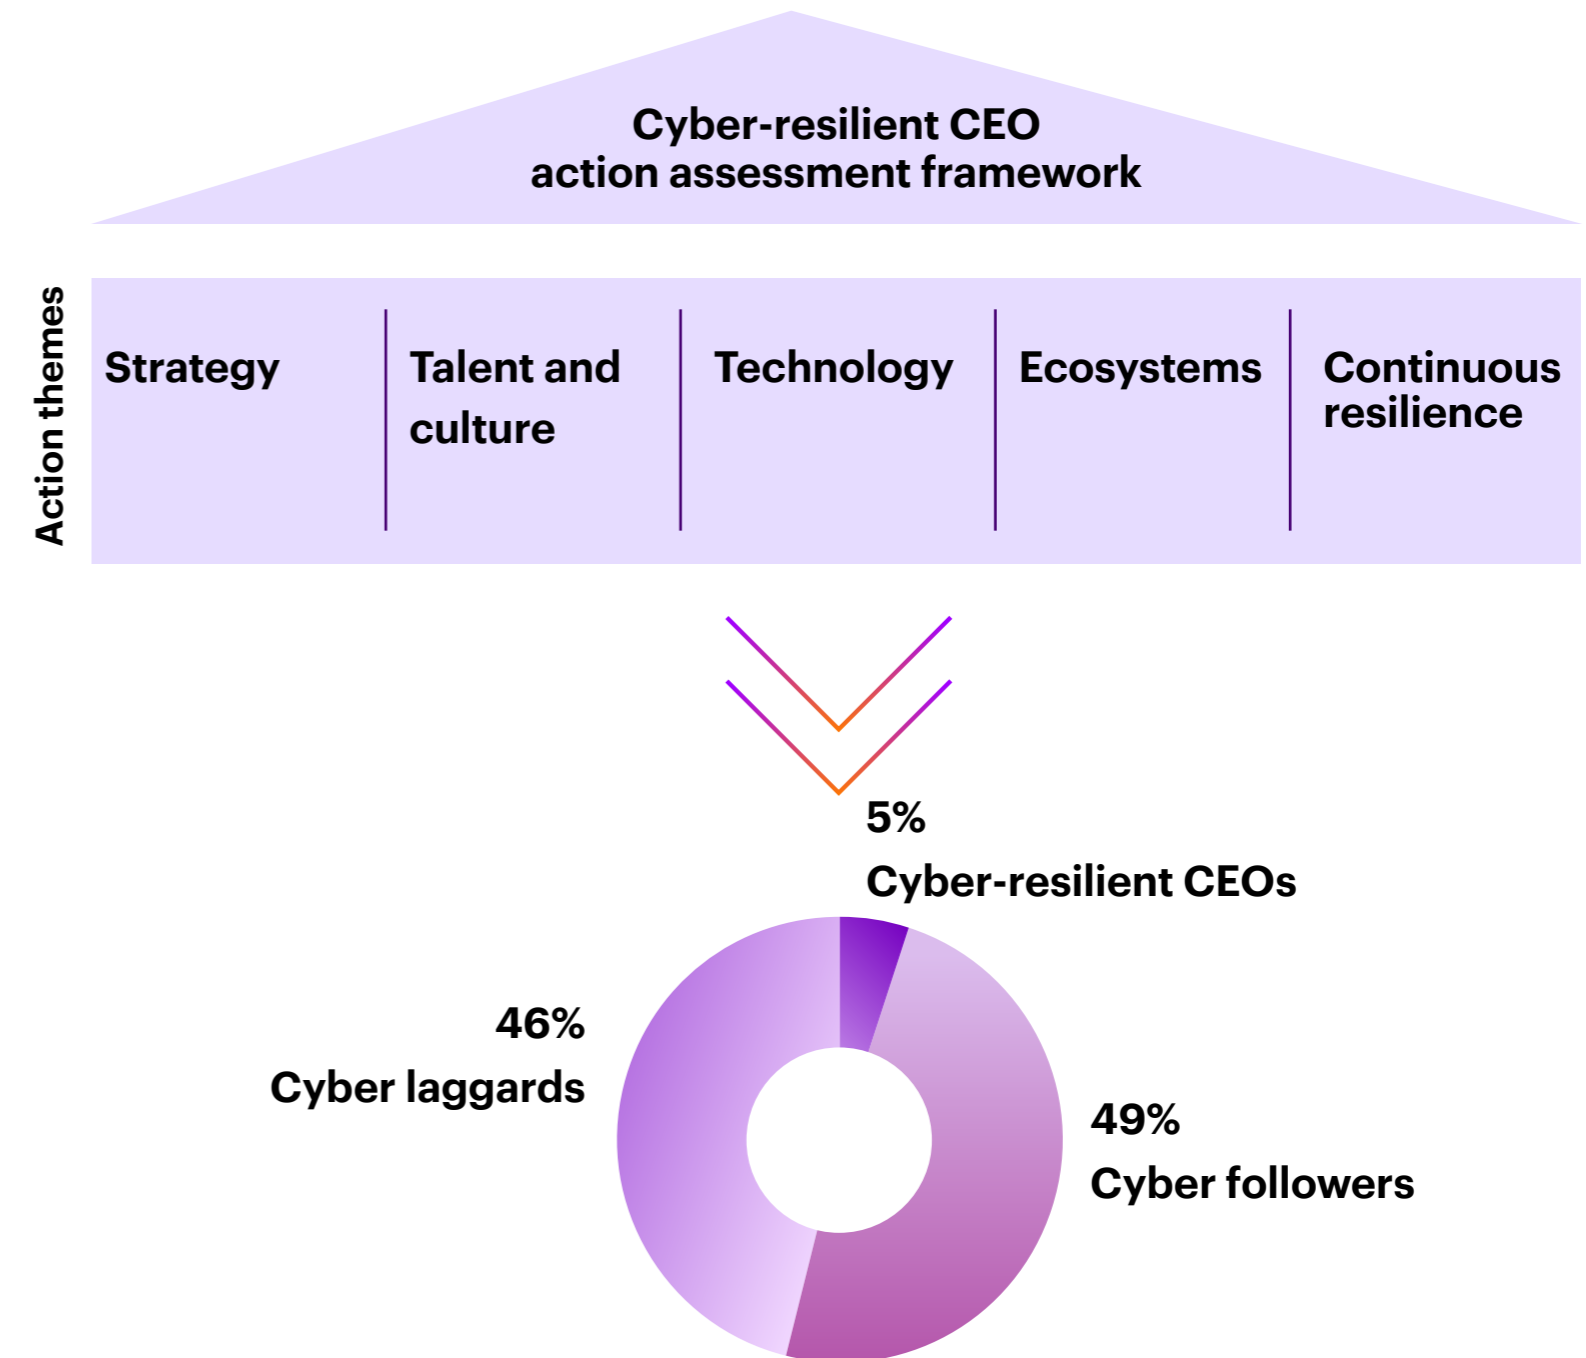 Cyber-resilient CEO
action assessment framework
Action themes
Strategy
Talent and
culture
Technology
Ecosystems
Continuous
resilience
5%
Cyber-resilient CEOs
46%
Cyber laggards
49%
Cyber followers